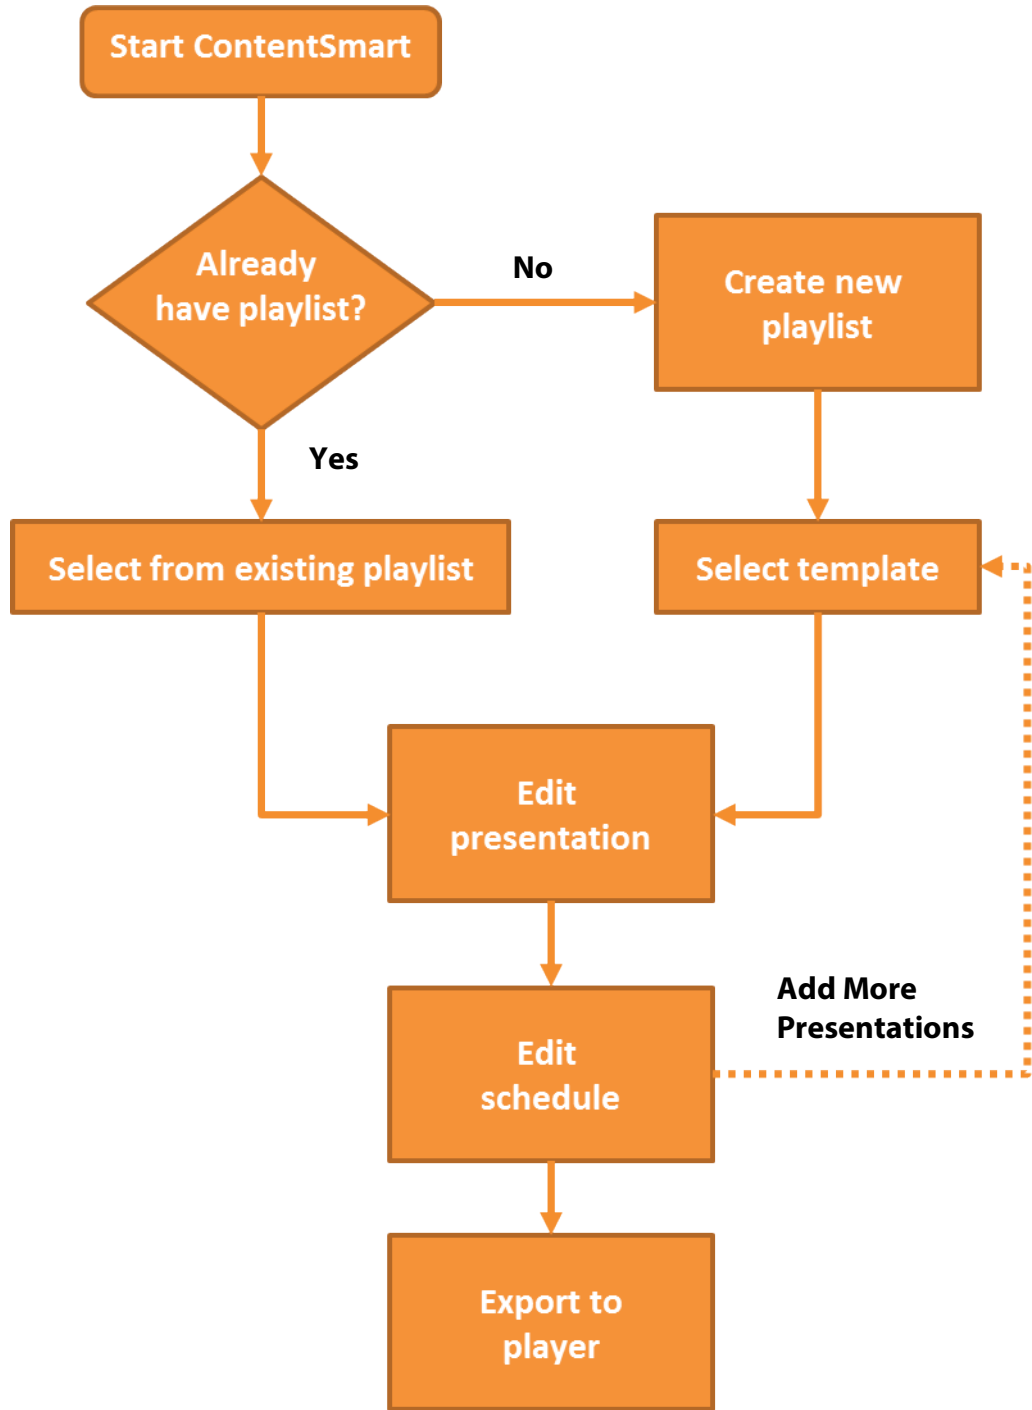 Start ContentSmart
Already
have playlist?
No
Create new
playlist
Yes
Select from existing playlist
Select template
Edit
presentation
Add More
Presentations
Edit
schedule
Export to
player